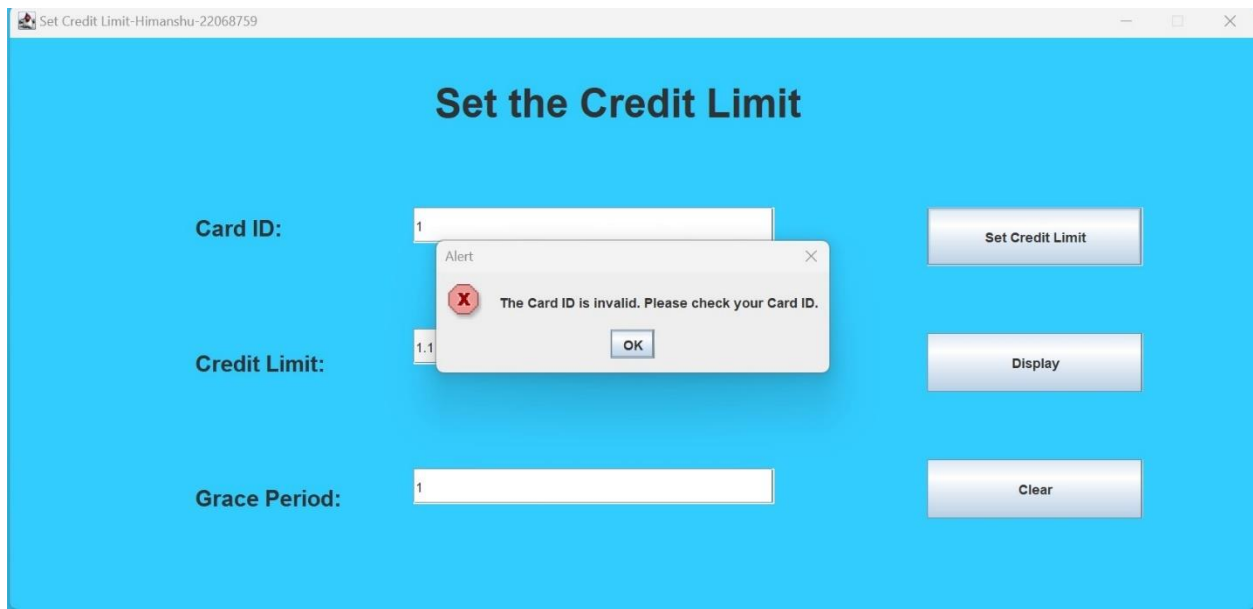 Set Credit Limit-Himanshu-22068759
Set the Credit Limit
Card ID:
1
Set Credit Limit
Alert
The Card ID is invalid. Please check your Card ID.
OK
Credit Limit:
1.1
Display
Grace Period:
1
Clear